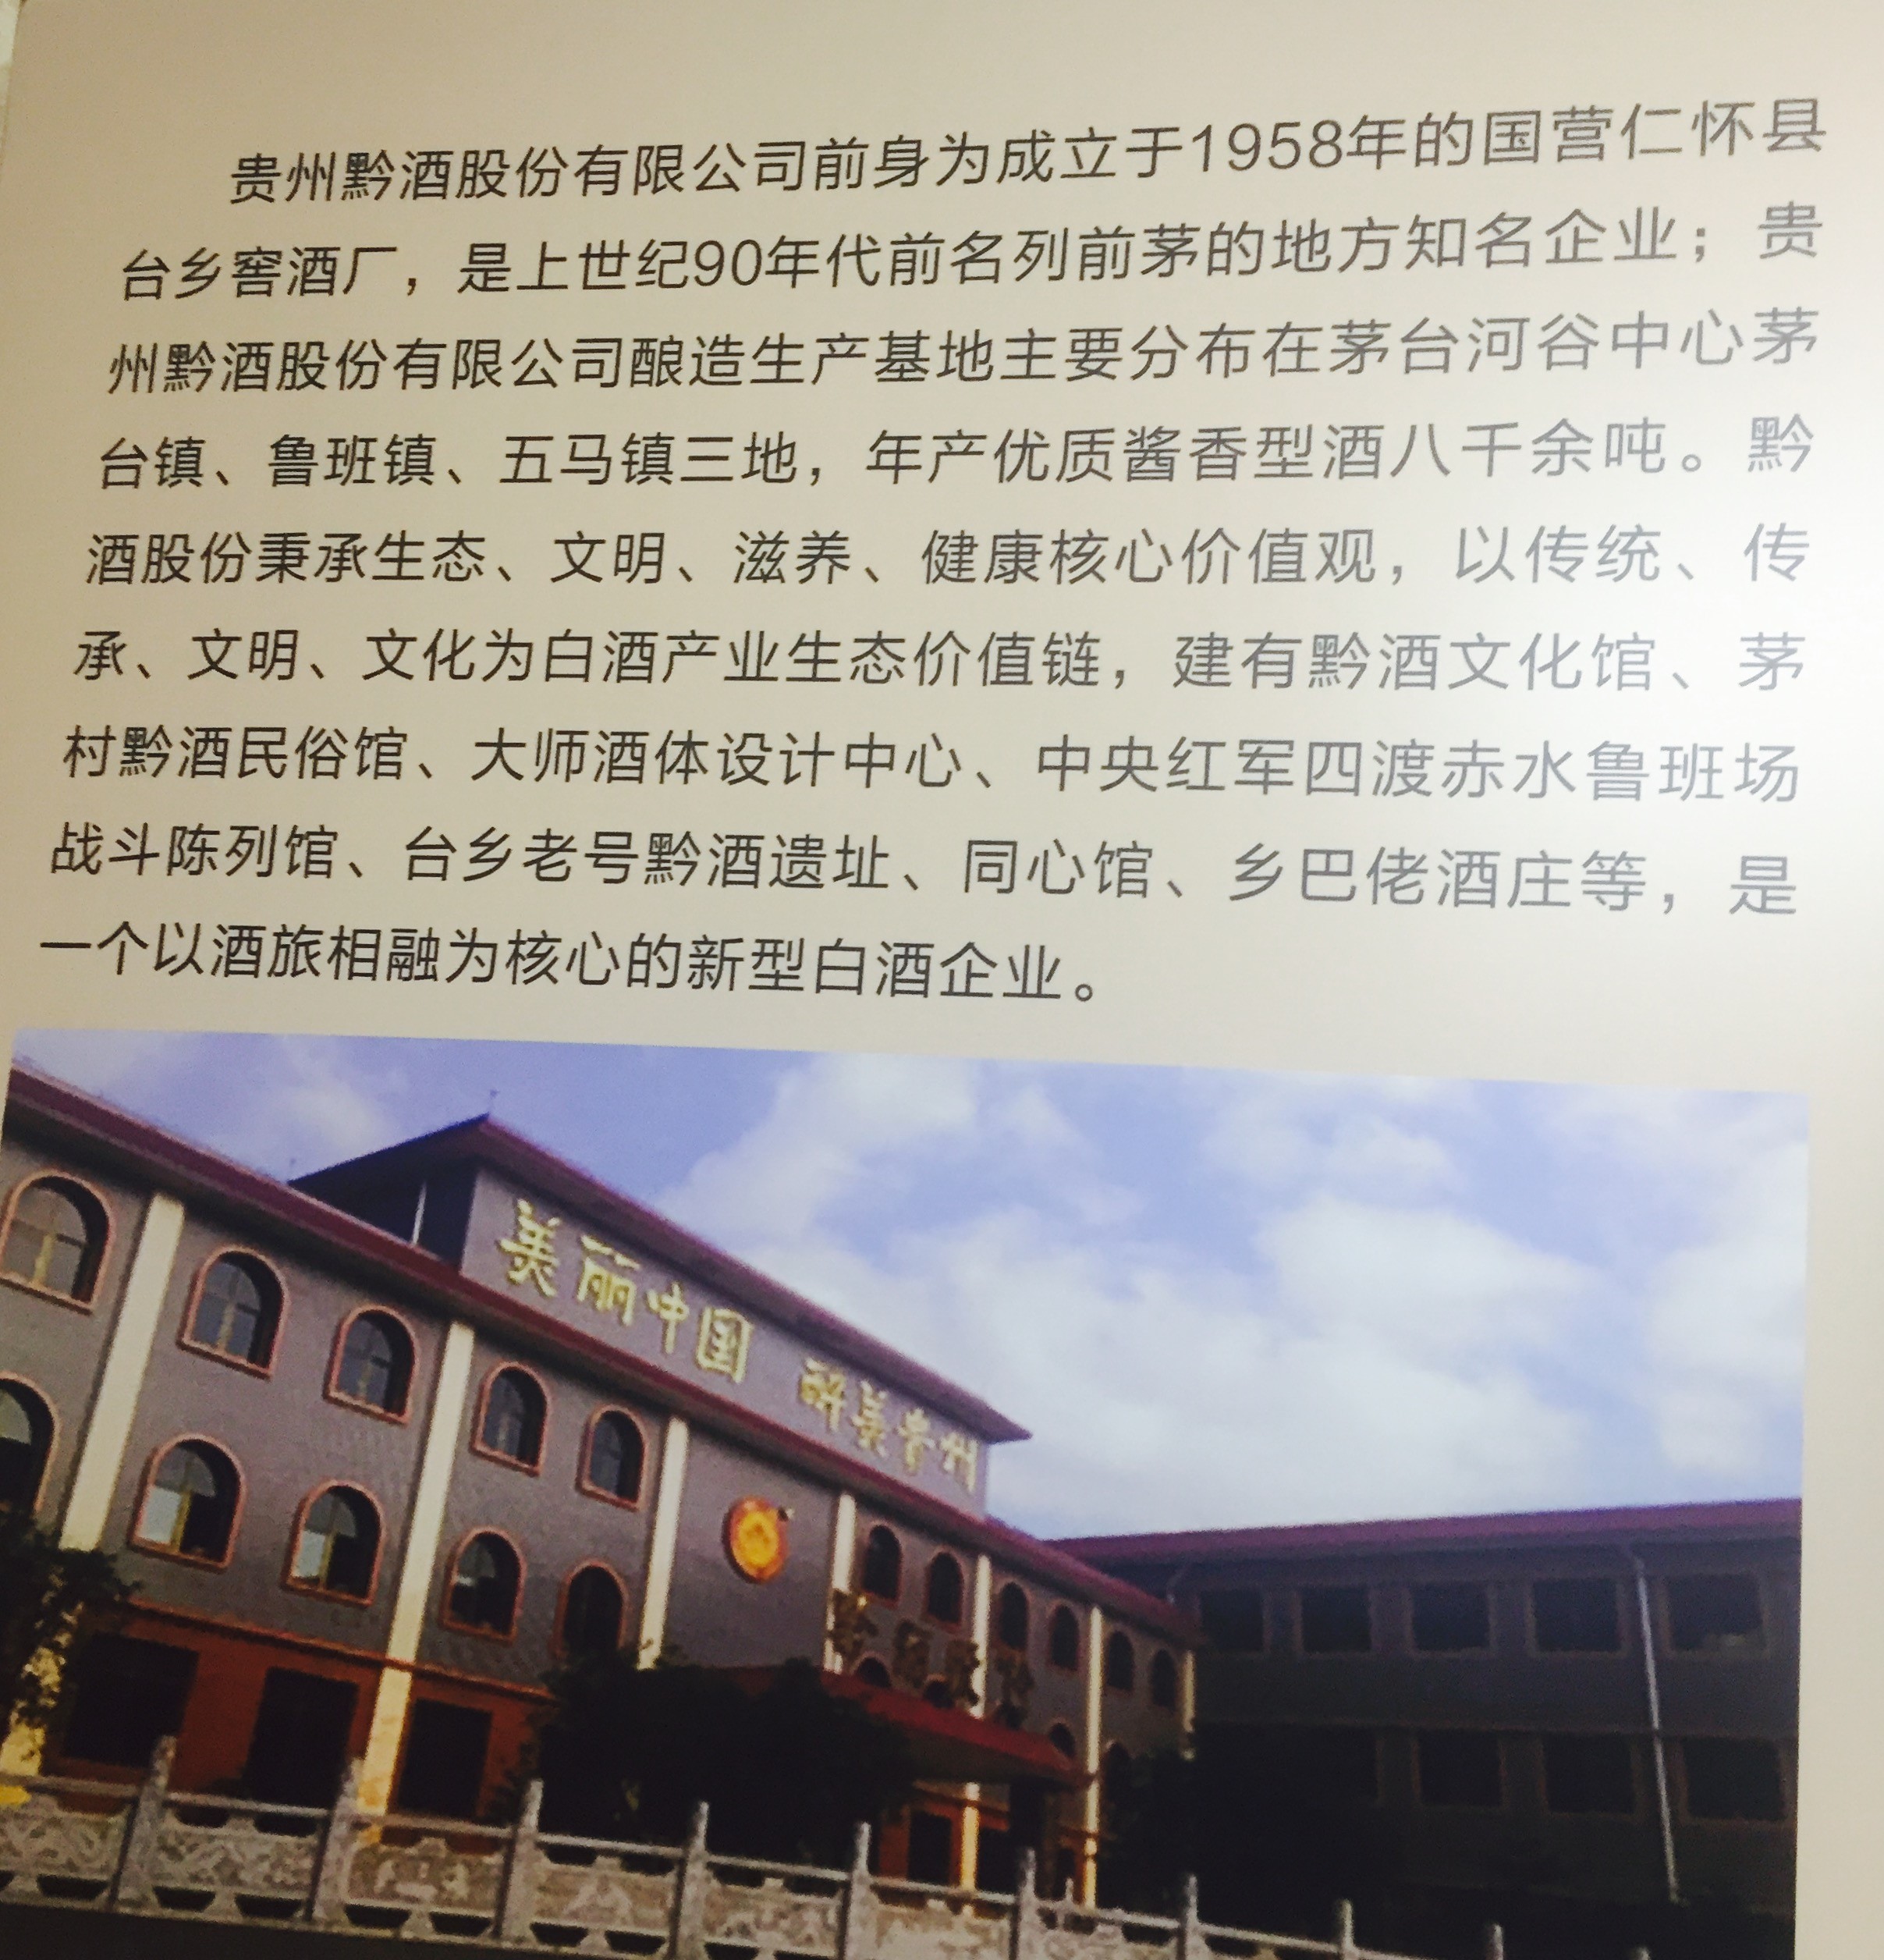 贵州黔酒股份有限公司前身为成立于1958年的国营仁怀县
台乡窖酒厂，是上世纪90年代前名列前茅的地方知名企业；贵
州黔酒股份有限公司酿造生产基地主要分布在茅台河谷中心茅
台镇、鲁班镇、五马镇三地，年产优质酱香型酒八千余吨。黔
酒股份秉承生态、文明、滋养、健康核心价值观，以传统、传
承、文明、文化为白酒产业生态价值链，建有黔酒文化馆、茅
村黔酒民俗馆、大师酒体设计中心、中央红军四渡赤水鲁班场
战斗陈列馆、台乡老号黔酒遗址、同心馆、乡巴佬酒庄等，是
一个以酒旅相融为核心的新型白酒企业。
美丽中国 醉美贵州
黔酒股份